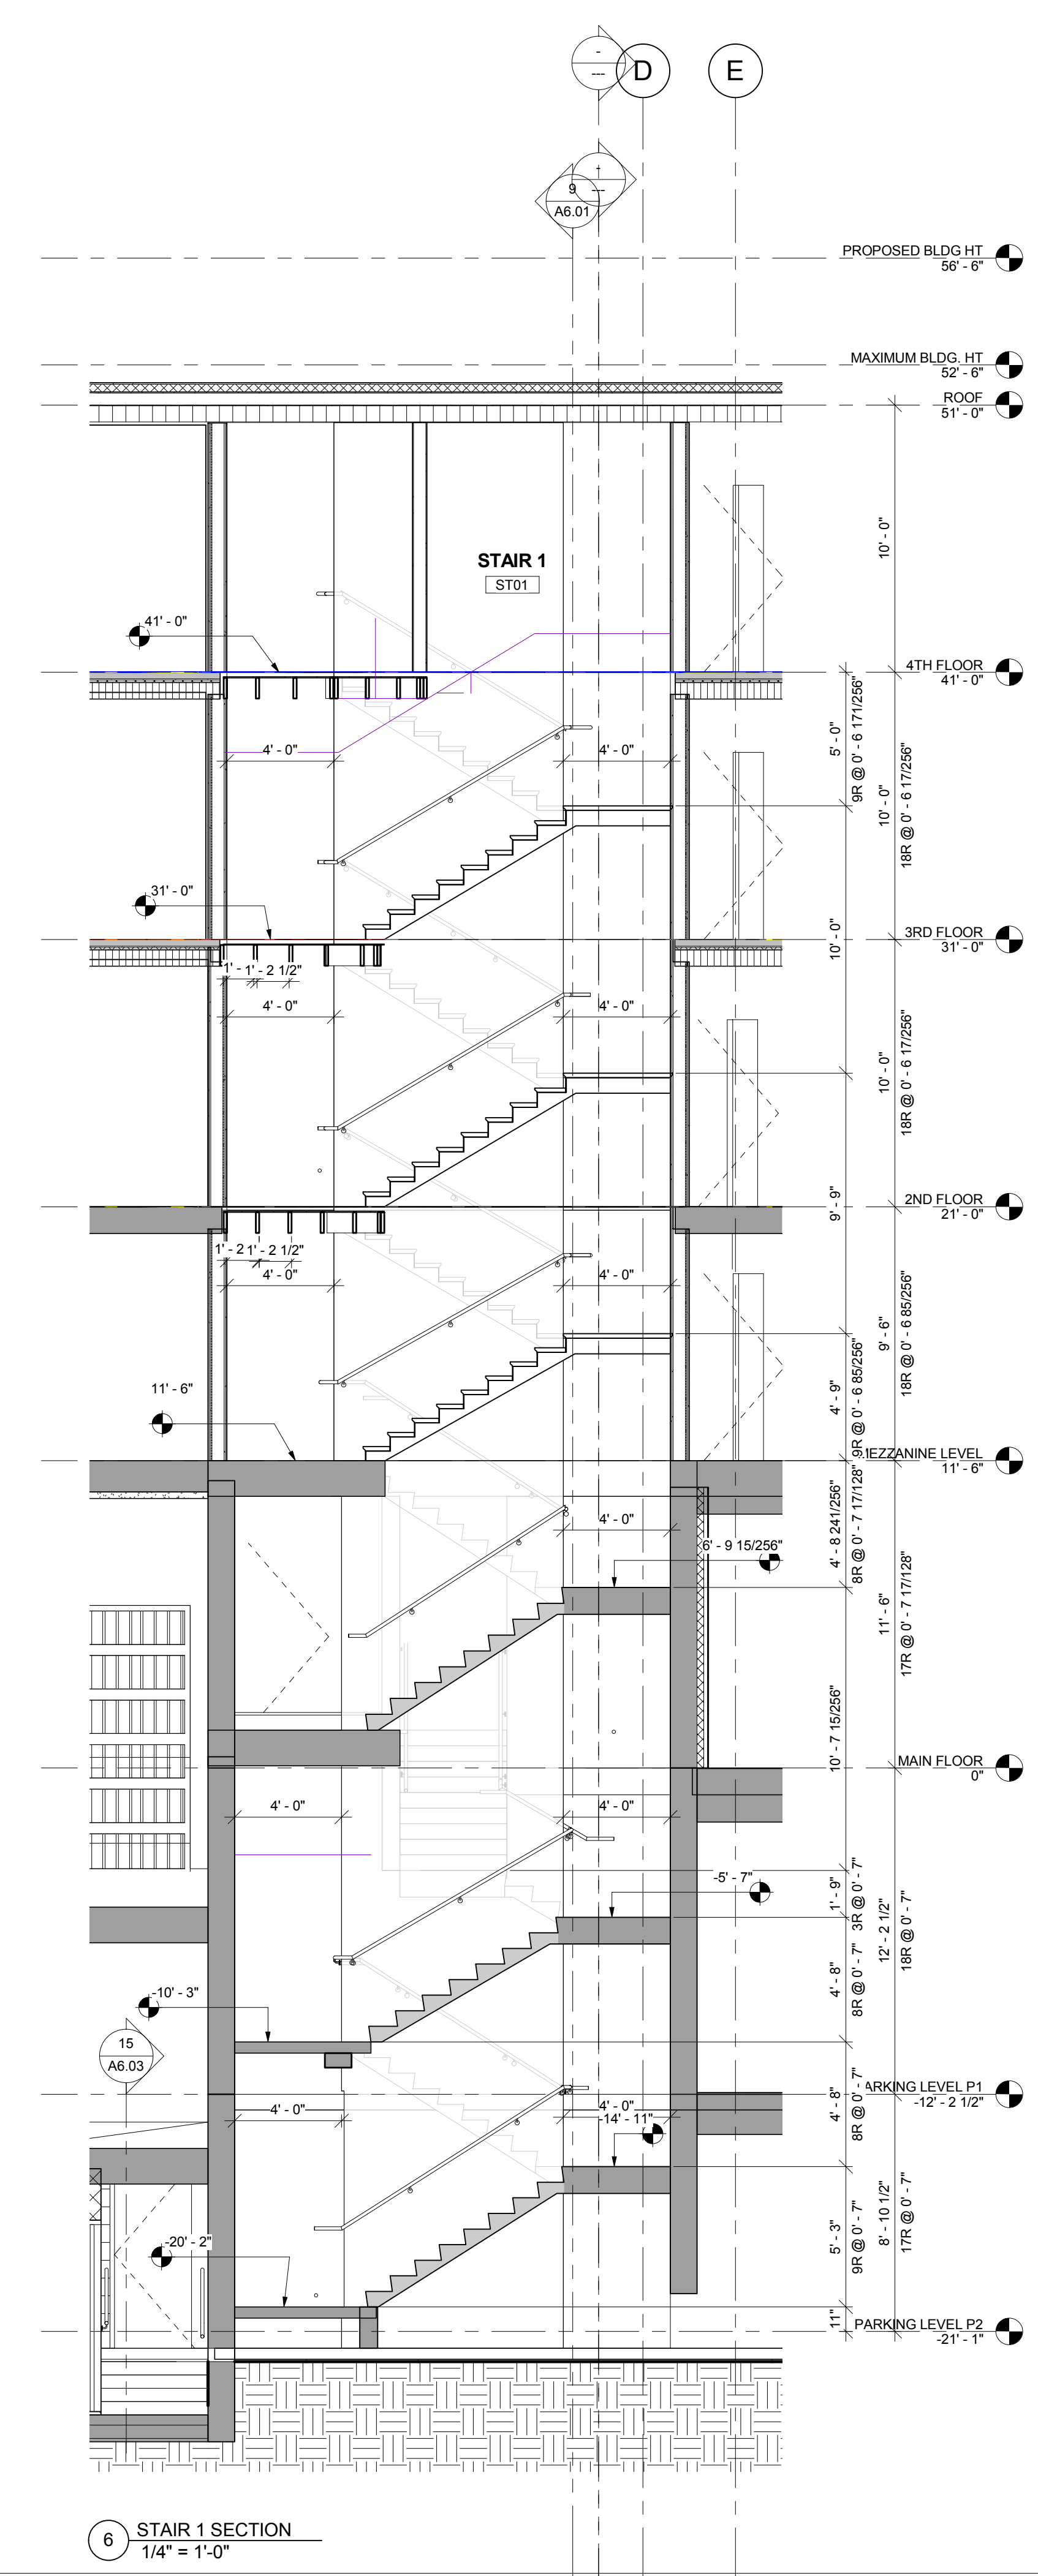 -
---
D
E
-
---
9
A6.01
PROPOSED BLDG HT
56' - 6"
MAXIMUM BLDG. HT
52' - 6"
ROOF
51' - 0"
10' - 0"
STAIR 1
ST01
41' - 0"
4TH FLOOR
41' - 0"
4' - 0"
4' - 0"
5' - 0"
9R @ 0' - 6 171/256"
10' - 0"
18R @ 0' - 6 17/256"
31' - 0"
3RD FLOOR
31' - 0"
10' - 0"
1' - 1' - 2 1/2"
4' - 0"
4' - 0"
10' - 0"
18R @ 0' - 6 17/256"
2ND FLOOR
21' - 0"
9' - 9"
1' - 2 1' - 2 1/2"
4' - 0"
4' - 0"
9' - 6"
18R @ 0' - 6 85/256"
11' - 6"
4' - 9"
9R @ 0' - 6 85/256"
MEZZANINE LEVEL
11' - 6"
4' - 0"
6' - 9 15/256"
4' - 8 241/256"
8R @ 0' - 7 17/128"
11' - 6"
17R @ 0' - 7 17/128"
10' - 7 15/256"
MAIN FLOOR
0"
4' - 0"
4' - 0"
-5' - 7"
1' - 9"
3R @ 0' - 7"
12' - 2 1/2"
18R @ 0' - 7"
4' - 8"
8R @ 0' - 7"
-10' - 3"
15
A6.03
ARKING LEVEL P1
-12' - 2 1/2"
4' - 8"
8R @ 0' - 7"
4' - 0"
4' - 0"
-14' - 11"
-20' - 2"
5' - 3"
9R @ 0' - 7"
8' - 10 1/2"
17R @ 0' - 7"
11"
PARKING LEVEL P2
-21' - 1"
6
STAIR 1 SECTION
1/4" = 1'-0"